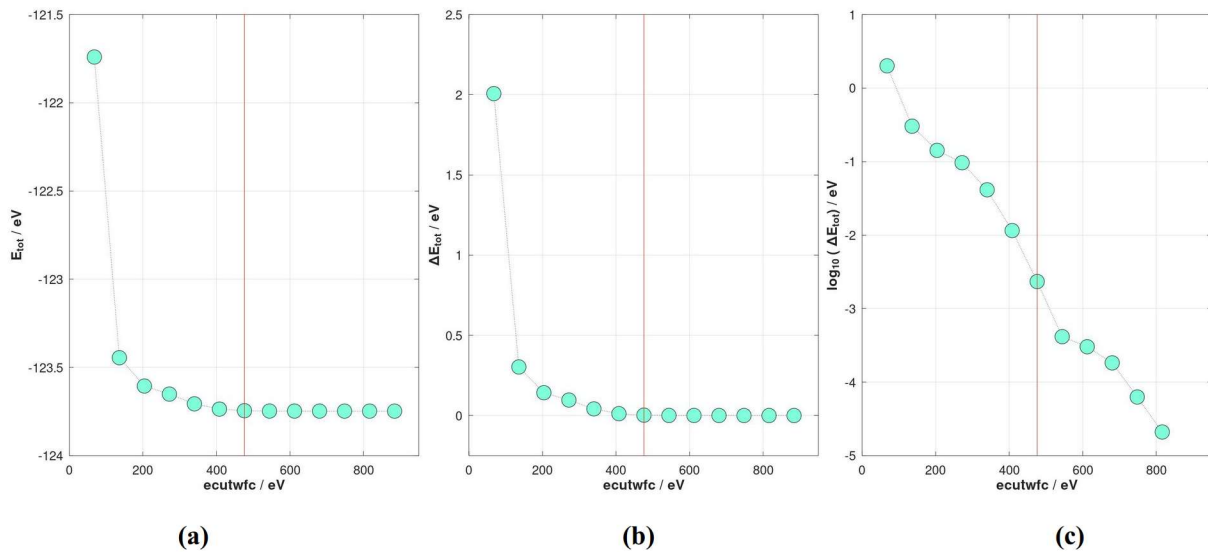 -121.5
-122
-122.5
-123
-123.5
-124
E_tot / eV
0 200 400 600 800
ecutwfc / eV
(a)
2.5
2
1.5
1
0.5
0
ΔE_tot / eV
0 200 400 600 800
ecutwfc / eV
(b)
1
0
-1
-2
-3
-4
-5
log₁₀ ( ΔE_tot) / eV
0 200 400 600 800
ecutwfc / eV
(c)